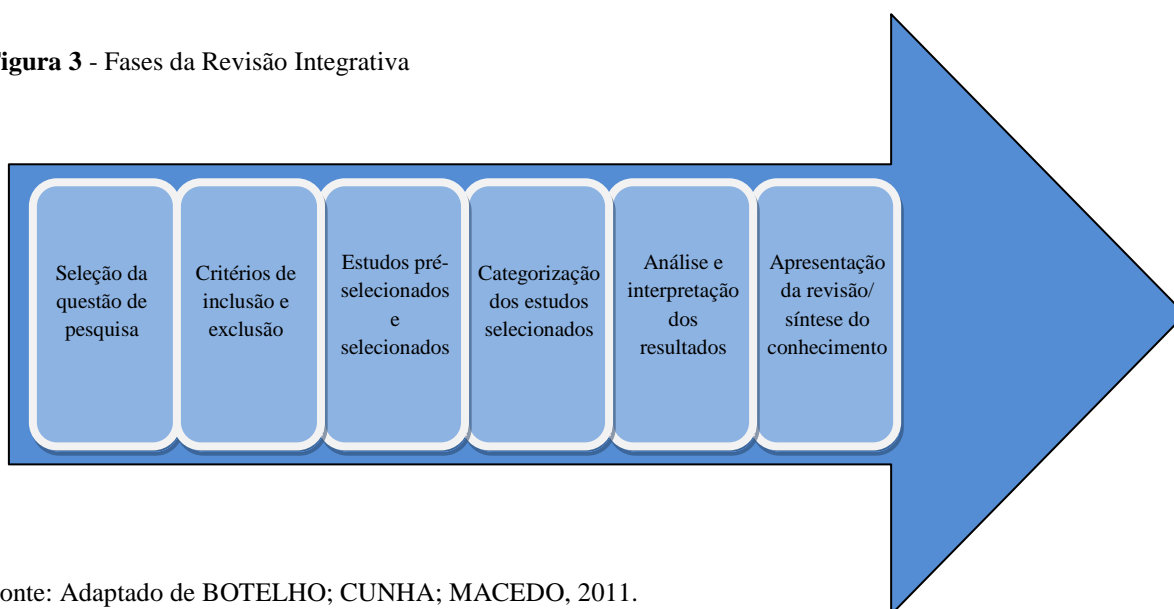 igura 3 - Fases da Revisão Integrativa
Seleção da
questão de
pesquisa
Critérios de
inclusão e
exclusão
Estudos pré-
selecionados
e
selecionados
Categorização
dos estudos
selecionados
Análise e
interpretação
dos
resultados
Apresentação
da revisão/
síntese do
conhecimento
onte: Adaptado de BOTELHO; CUNHA; MACEDO, 2011.